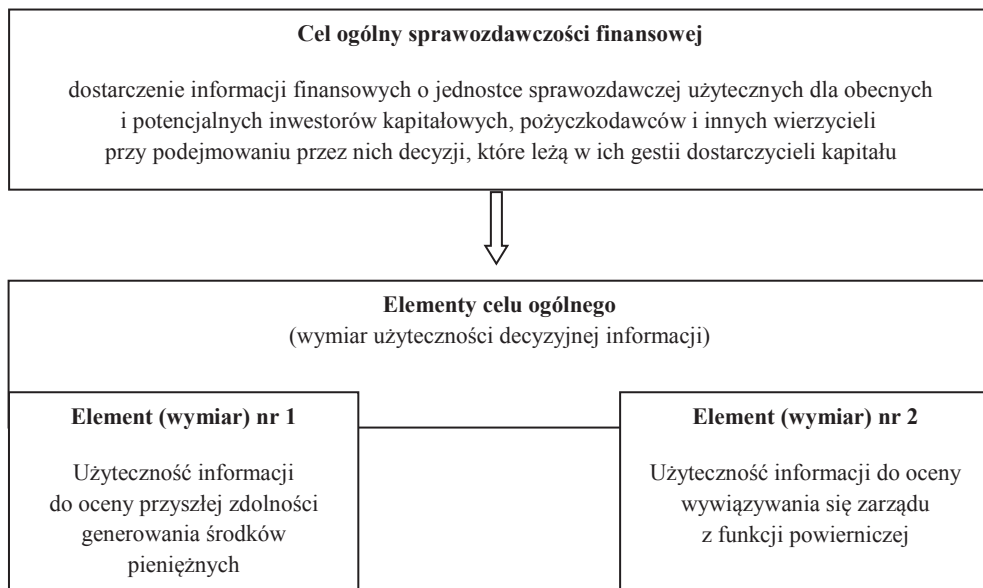 Cel ogólny sprawozdawczości finansowej
dostarczenie informacji finansowych o jednostce sprawozdawczej użytecznych dla obecnych
i potencjalnych inwestorów kapitałowych, pożyczkodawców i innych wierzycieli
przy podejmowaniu przez nich decyzji, które leżą w ich gestii dostarczycieli kapitału
Elementy celu ogólnego
(wymiar użyteczności decyzyjnej informacji)
Element (wymiar) nr 1
Użyteczność informacji
do oceny przyszłej zdolności
generowania środków
pieniężnych
Element (wymiar) nr 2
Użyteczność informacji do oceny
wywiązywania się zarządu
z funkcji powierniczej